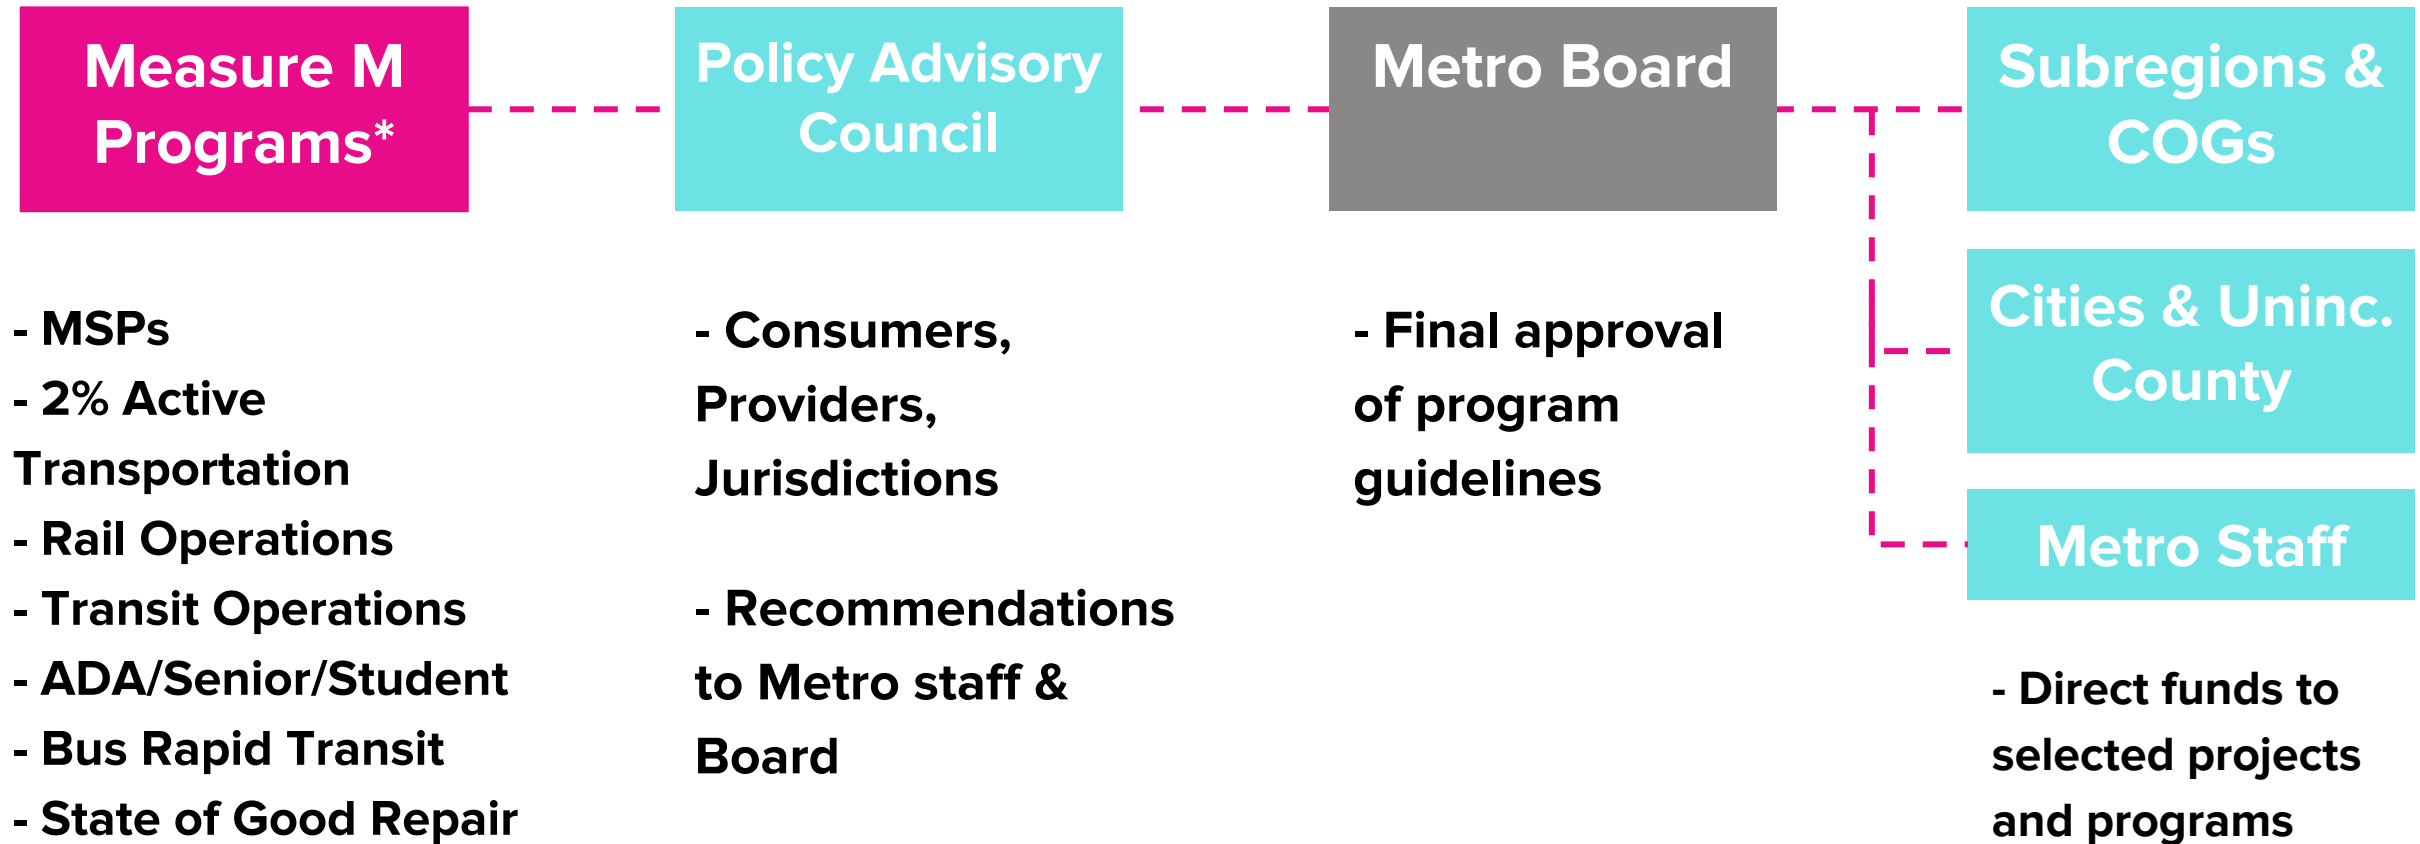 Measure M
Programs*
- MSPs
- 2% Active
Transportation
- Rail Operations
- Transit Operations
- ADA/Senior/Student
- Bus Rapid Transit
- State of Good Repair
Policy Advisory
Council
- Consumers,
Providers,
Jurisdictions
- Recommendations
to Metro staff &
Board
Metro Board
- Final approval
of program
guidelines
Subregions &
COGs
Cities & Uninc.
County
Metro Staff
- Direct funds to
selected projects
and programs